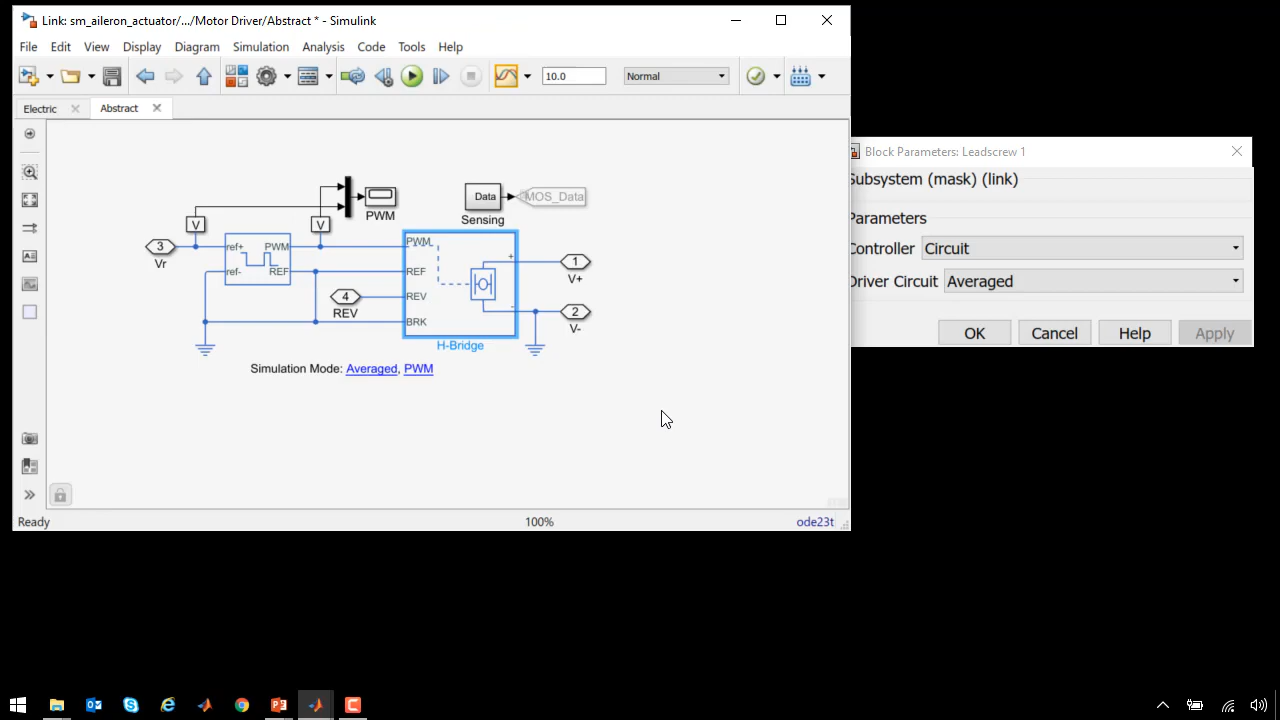 Link: sm_aileron_actuator/.../Motor Driver/Abstract * - Simulink
File Edit View Display Diagram Simulation Analysis Code Tools Help
10.0 Normal
Electric Abstract
Block Parameters: Leadscrew 1
Subsystem (mask) (link)
Parameters
Controller Circuit
Driver Circuit Averaged
OK Cancel Help Apply
PWM
Data MOS_Data
Sensing
V V
3 ref+ PWM
Vr
ref- REF
PWM
REF
REV
BRK
+
-
4
REV
1
V+
2
V-
H-Bridge
Simulation Mode: Averaged, PWM
Ready 100% ode23t